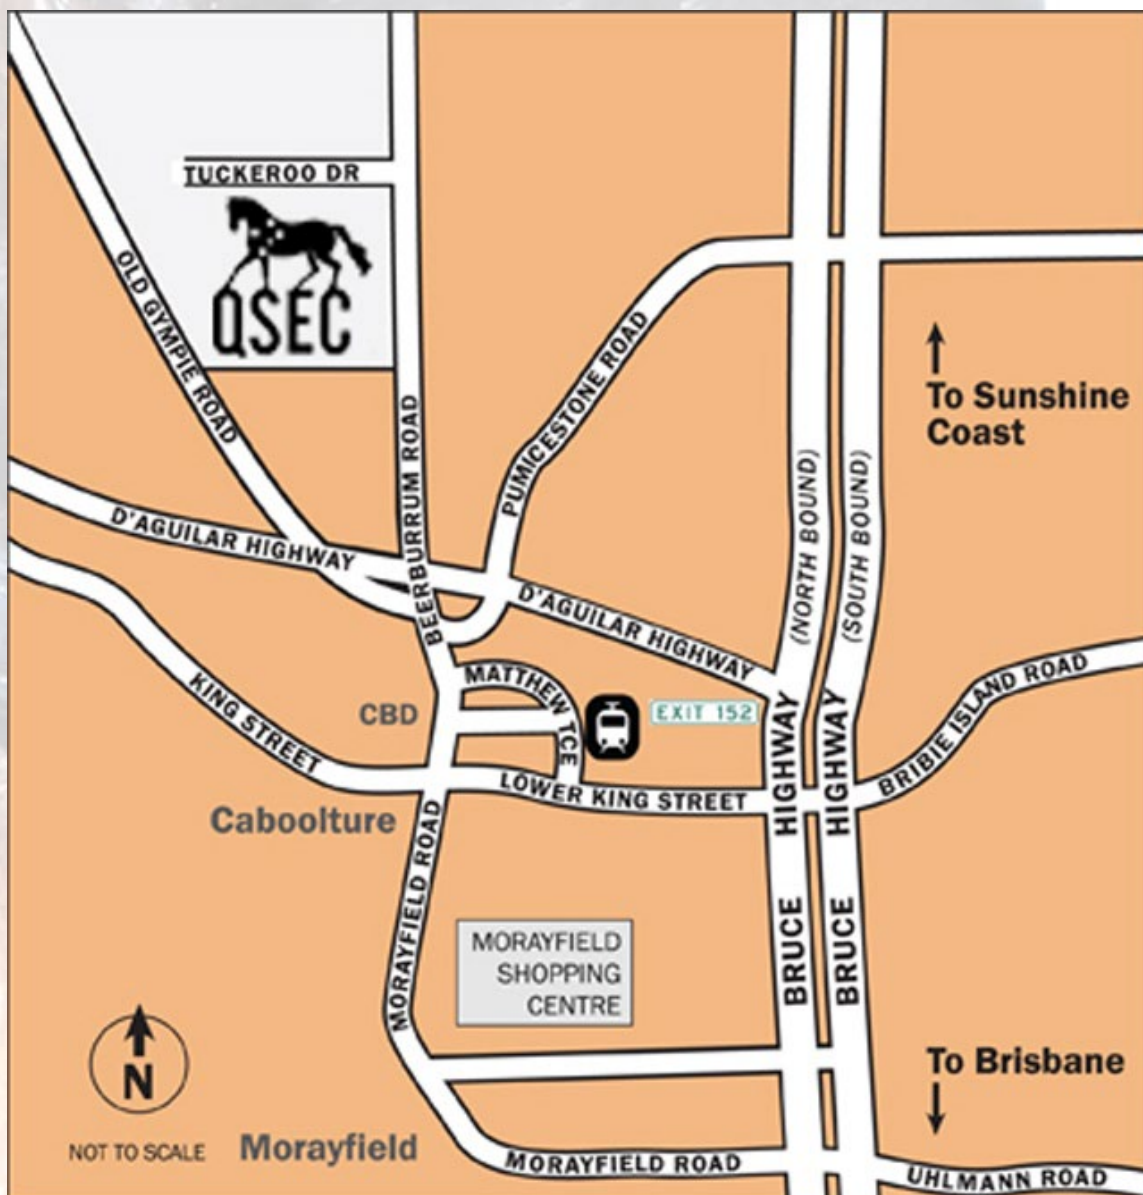 TUCKEROO DR
QSEC
OLD GYMPIE ROAD
BEERBURRUM ROAD
PUMICESTONE ROAD
To Sunshine
Coast
(NORTH BOUND)
(SOUTH BOUND)
D'AGUILAR HIGHWAY
D'AGUILAR HIGHWAY
BRIBIE ISLAND ROAD
KING STREET
CBD
MATTHEW TCE
EXIT 152
HIGHWAY
HIGHWAY
LOWER KING STREET
Caboolture
MORAYFIELD ROAD
MORAYFIELD
SHOPPING
CENTRE
BRUCE
BRUCE
N
To Brisbane
NOT TO SCALE
Morayfield
MORAYFIELD ROAD
UHLMANN ROAD